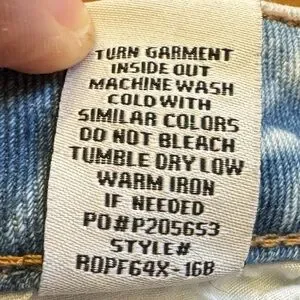 TURN GARMENT
INSIDE OUT
MACHINE WASH
COLD WITH
SIMILAR COLORS
DO NOT BLEACH
TUMBLE DRY LOW
WARM IRON
IF NEEDED
PO#P205653
STYLE#
ROPF64X-16B